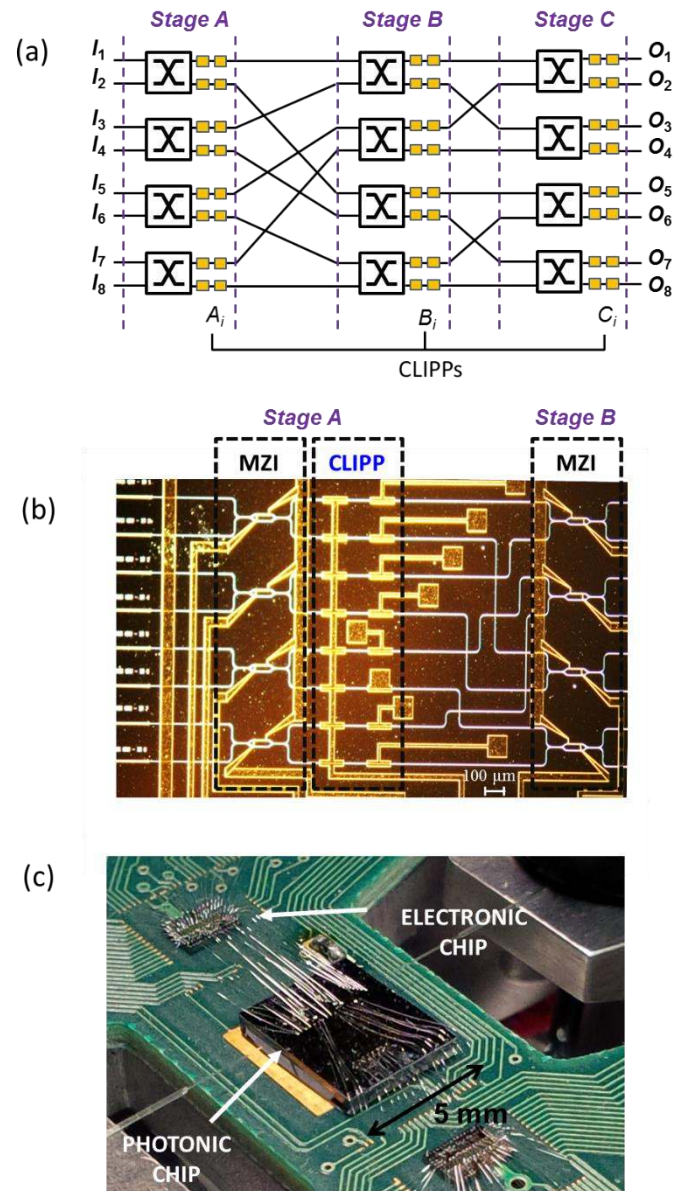 (a)
Stage A Stage B Stage C
I1 O1
I2 O2
I3 O3
I4 O4
I5 O5
I6 O6
I7 O7
I8 O8
Ai Bi Ci
CLIPPs
Stage A Stage B
MZI CLIPP MZI
(b)
100 µm
(c)
ELECTRONIC
CHIP
5 mm
PHOTONIC
CHIP